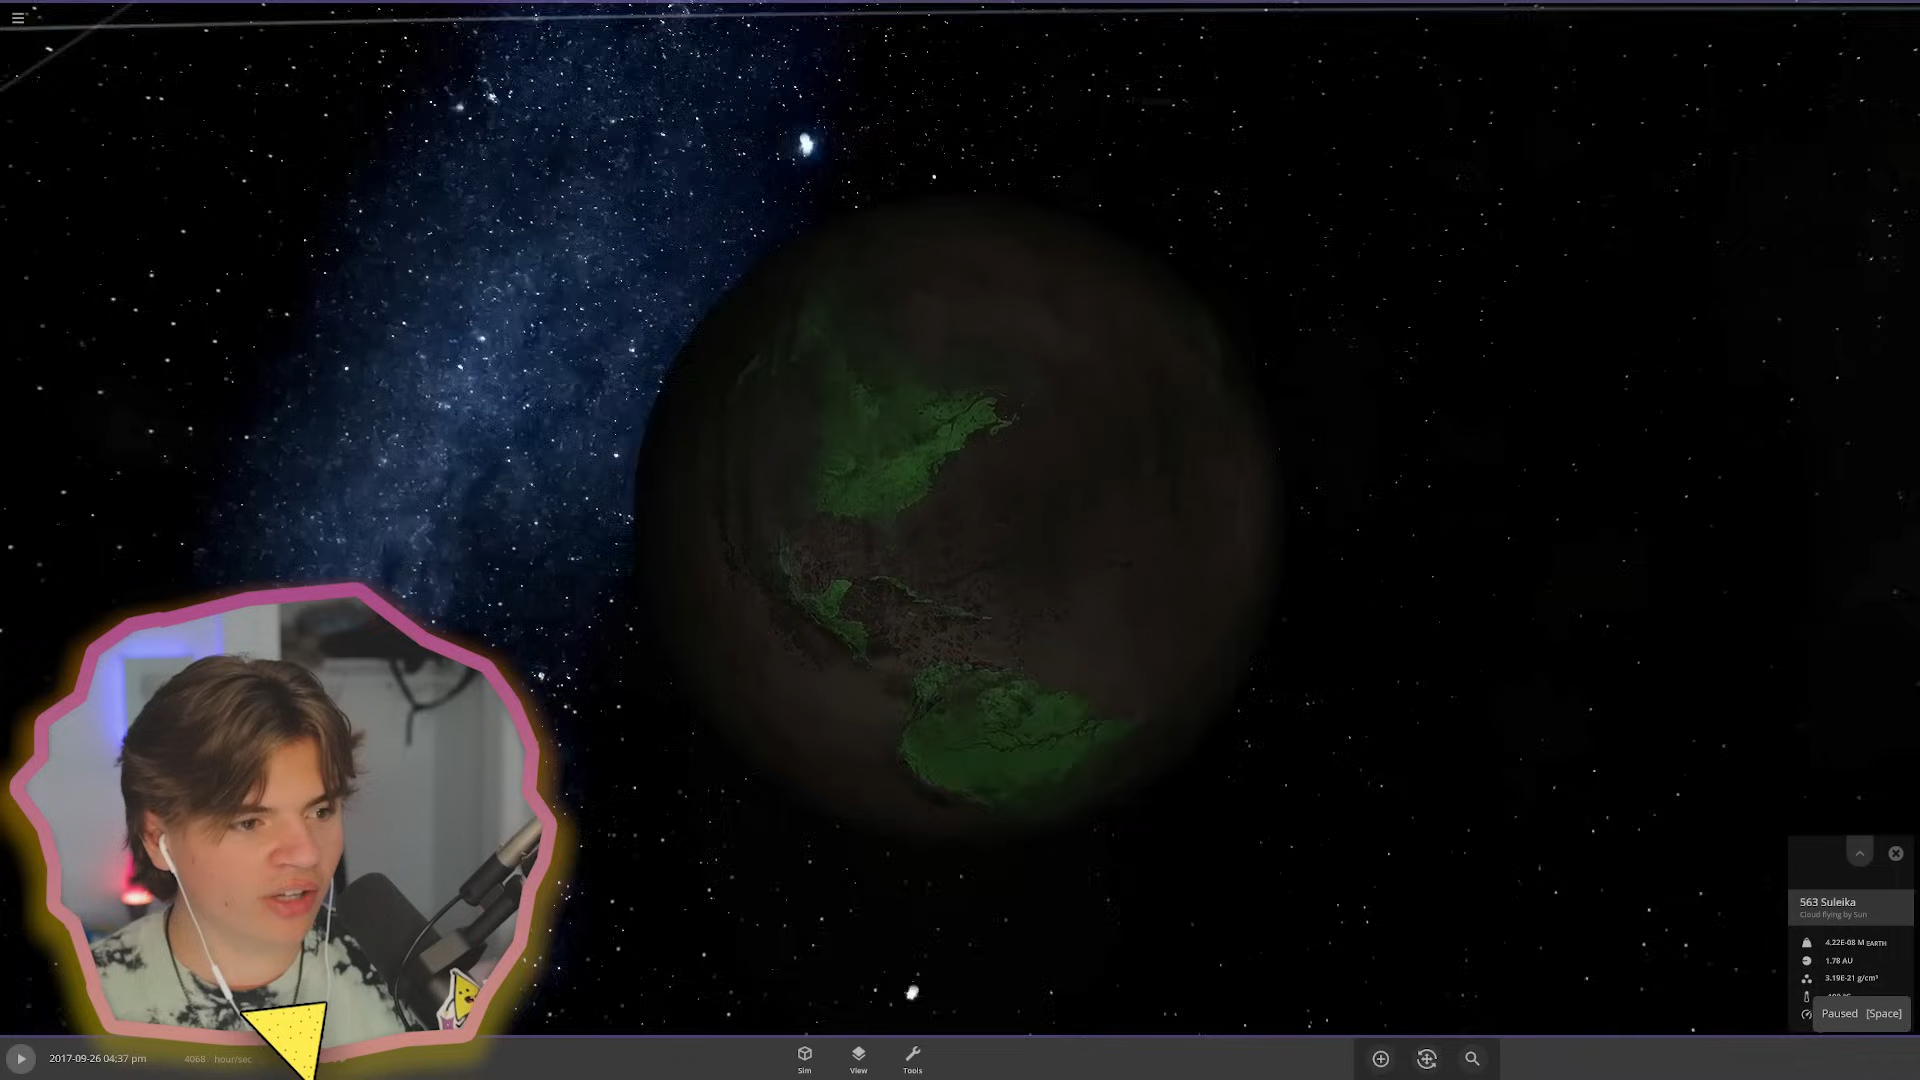 563 Suleika
Cloud flying by Sun
4.22E-08 M EARTH
1.78 AU
3.19E-21 g/cm³
Paused [Space]
2017-09-26 04:37 pm
4068 hour/sec
Sim
View
Tools